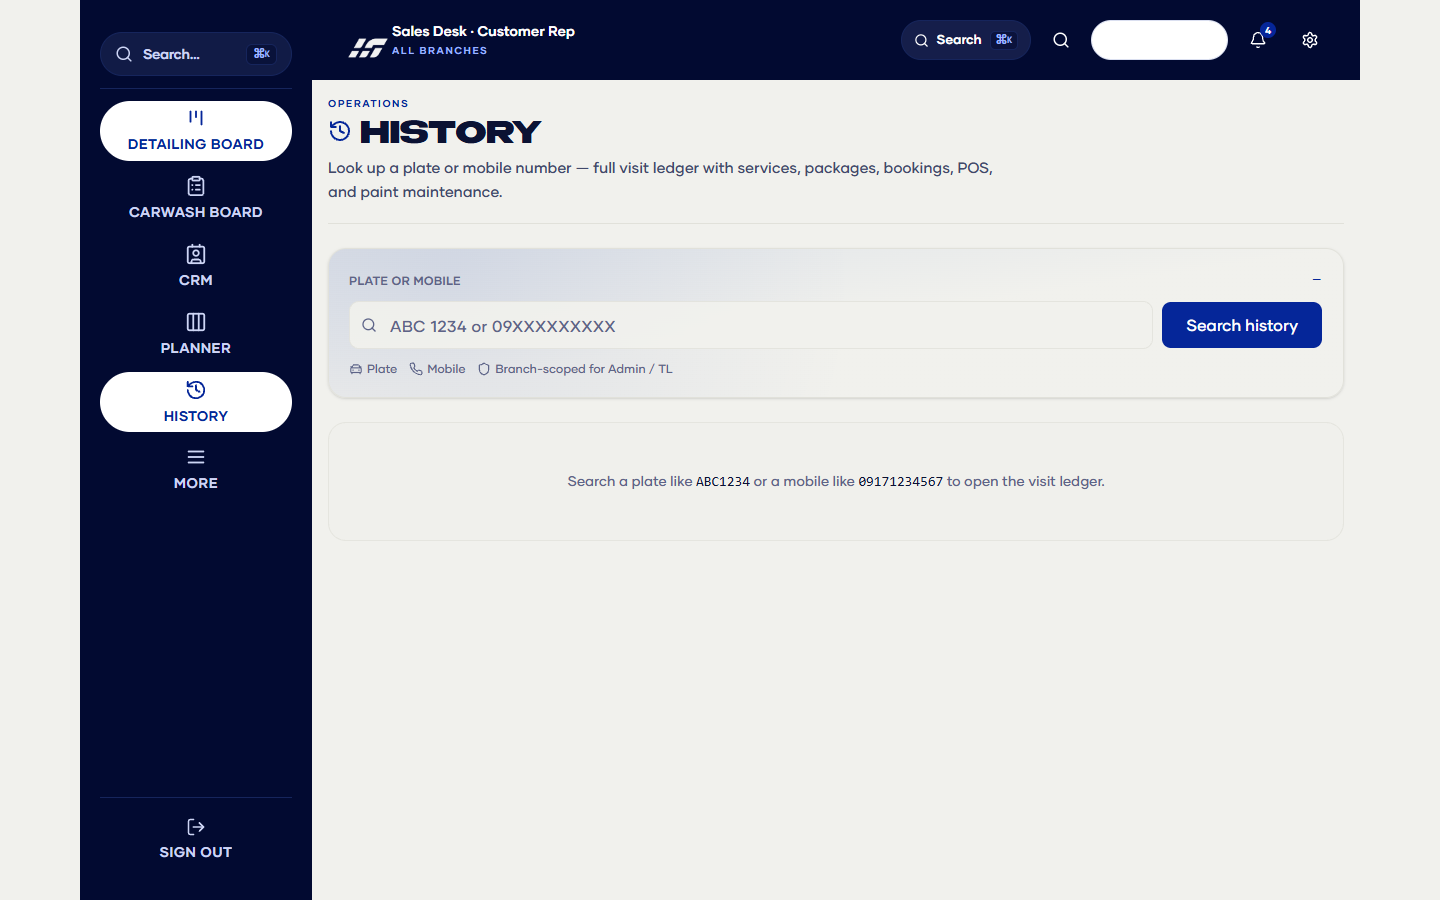 Search...
⌘K
DETAILING BOARD
CARWASH BOARD
CRM
PLANNER
HISTORY
MORE
SIGN OUT
Sales Desk · Customer Rep
ALL BRANCHES
Search ⌘K
4
OPERATIONS
HISTORY
Look up a plate or mobile number — full visit ledger with services, packages, bookings, POS,
and paint maintenance.
PLATE OR MOBILE
–
ABC 1234 or 09XXXXXXXXX
Search history
Plate Mobile Branch-scoped for Admin / TL
Search a plate like ABC1234 or a mobile like 09171234567 to open the visit ledger.